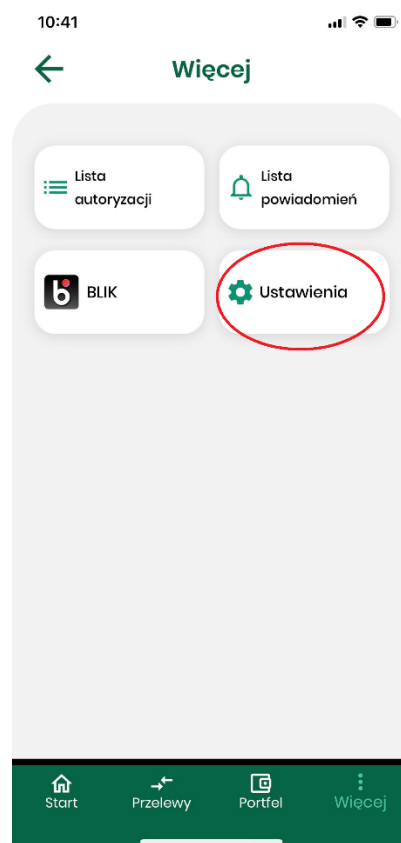 10:41
Więcej
Lista
autoryzacji
Lista
powiadomień
BLIK
Ustawienia
Start
Przelewy
Portfel
Więcej